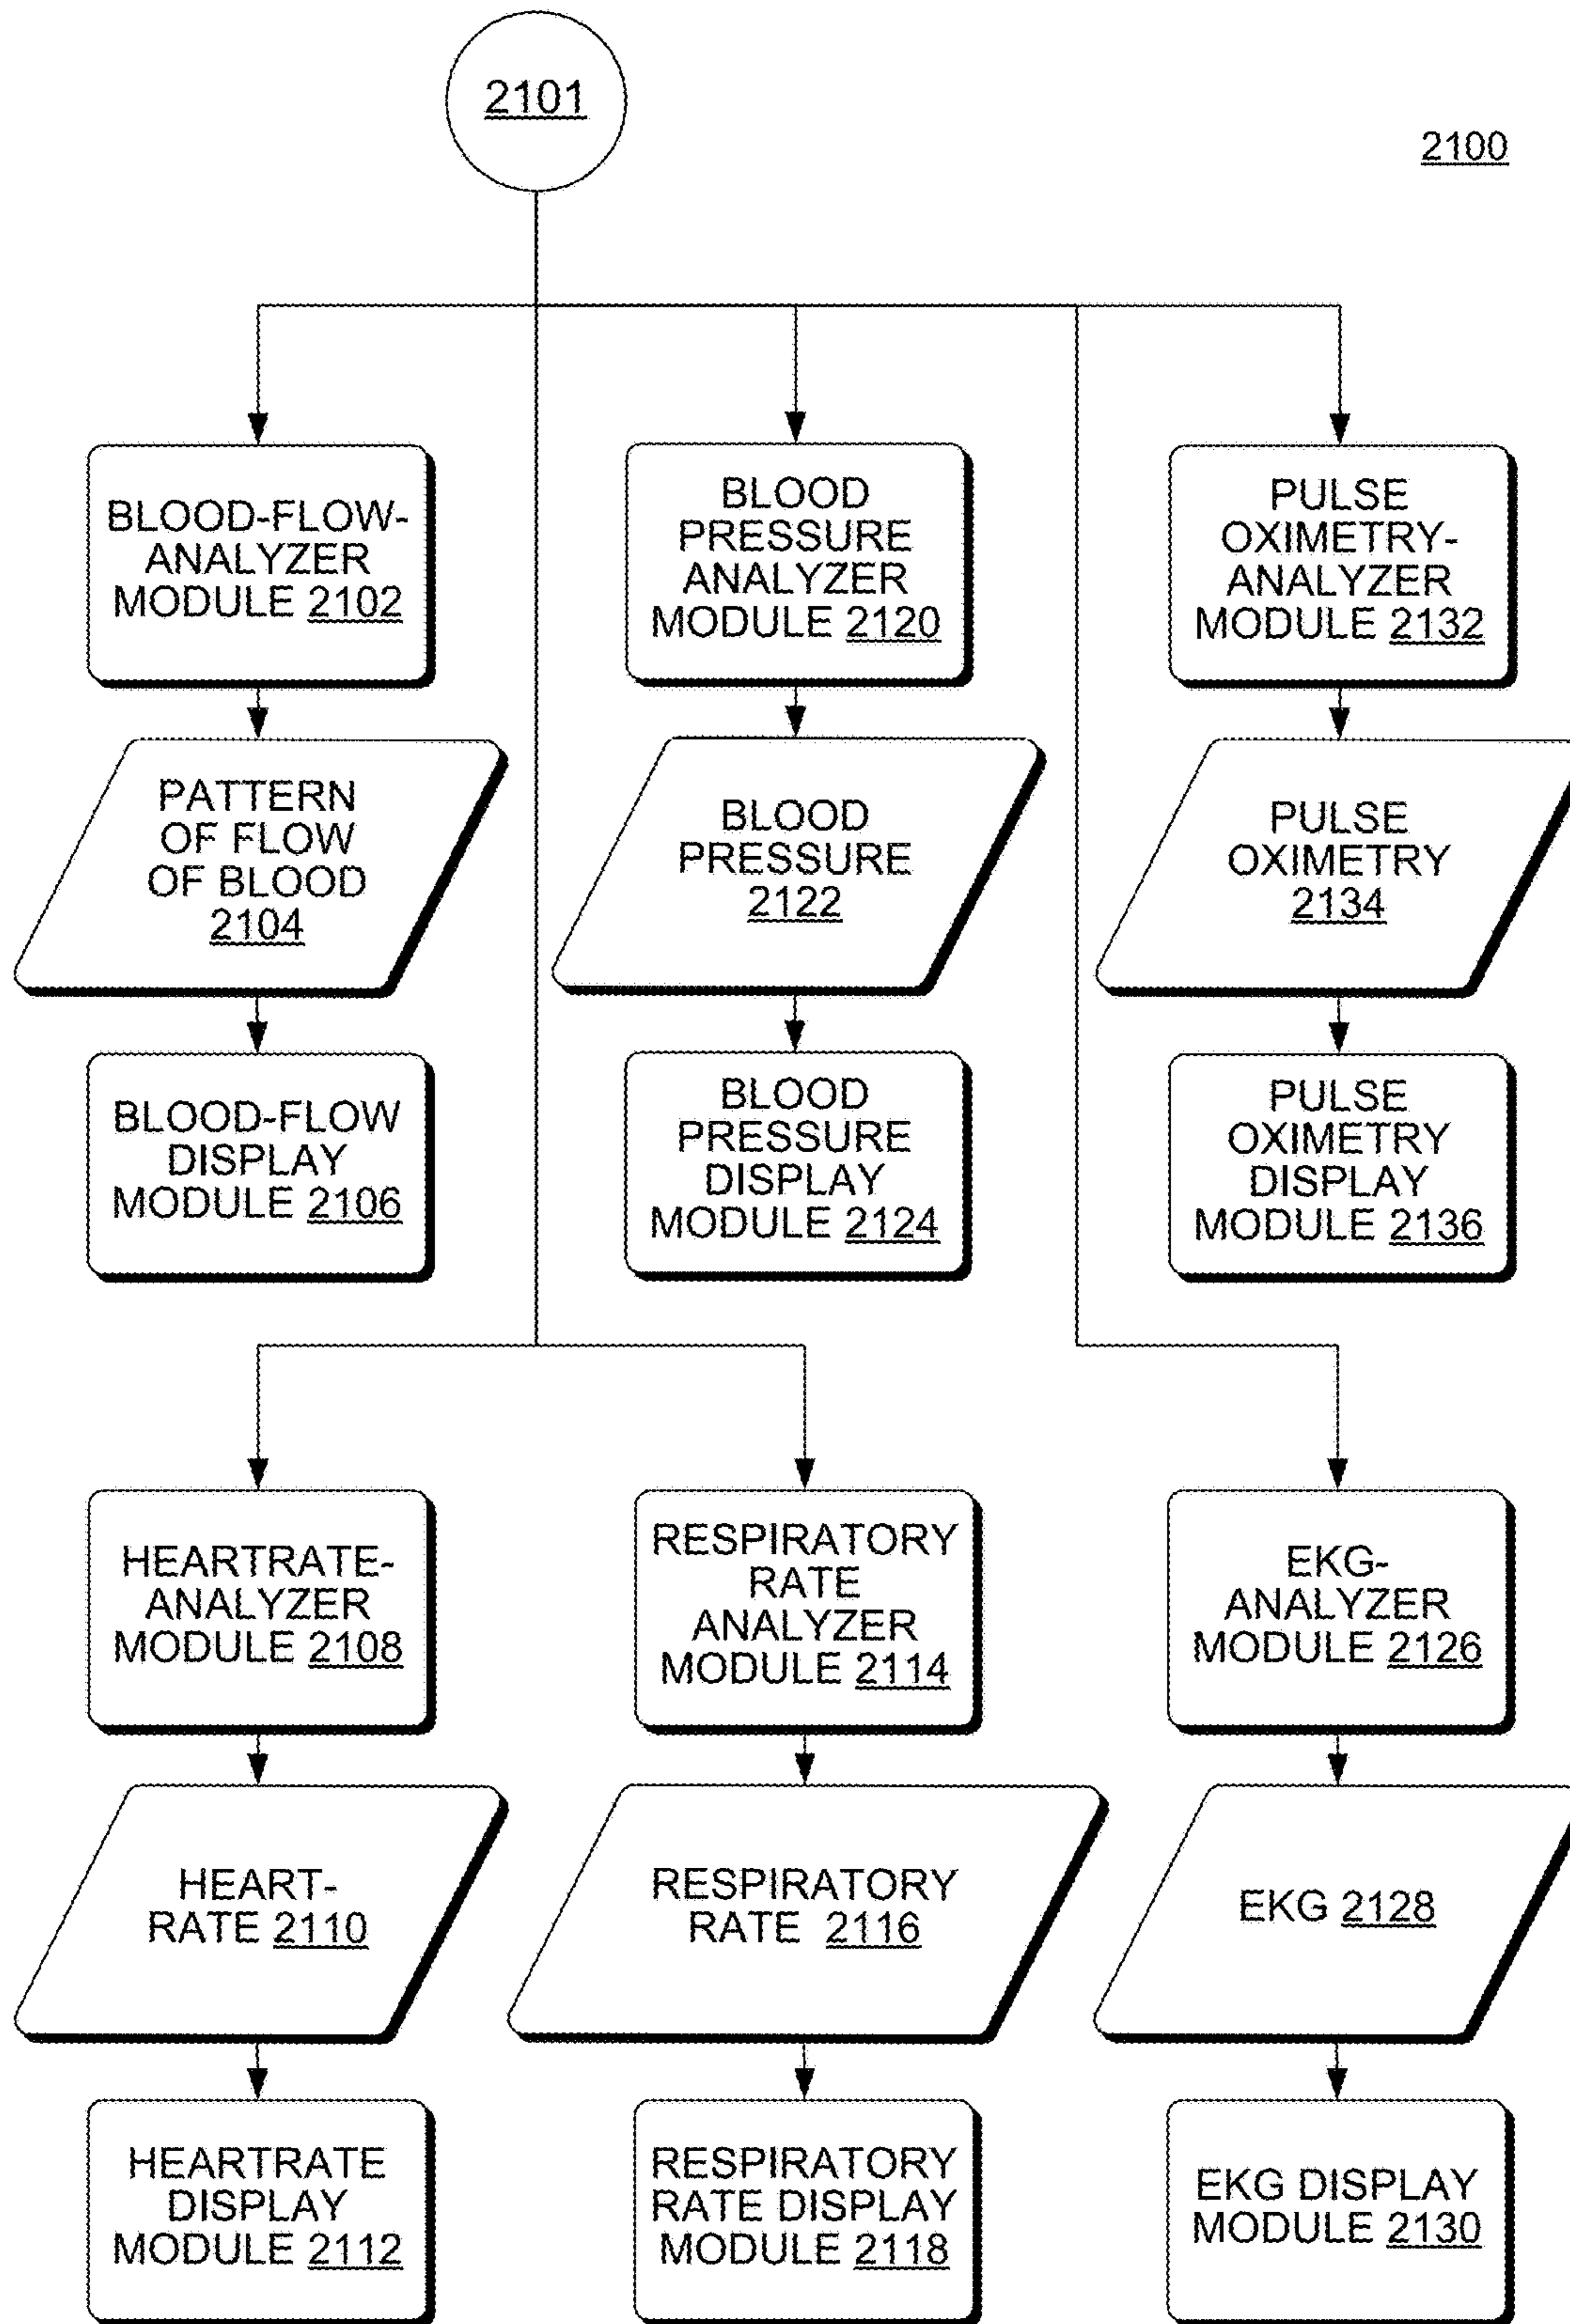 2101
2100
BLOOD-FLOW-
ANALYZER
MODULE 2102
BLOOD
PRESSURE
ANALYZER
MODULE 2120
PULSE
OXIMETRY-
ANALYZER
MODULE 2132
PATTERN
OF FLOW
OF BLOOD
2104
BLOOD
PRESSURE
2122
PULSE
OXIMETRY
2134
BLOOD-FLOW
DISPLAY
MODULE 2106
BLOOD
PRESSURE
DISPLAY
MODULE 2124
PULSE
OXIMETRY
DISPLAY
MODULE 2136
HEARTRATE-
ANALYZER
MODULE 2108
RESPIRATORY
RATE
ANALYZER
MODULE 2114
EKG-
ANALYZER
MODULE 2126
HEART-
RATE 2110
RESPIRATORY
RATE 2116
EKG 2128
HEARTRATE
DISPLAY
MODULE 2112
RESPIRATORY
RATE DISPLAY
MODULE 2118
EKG DISPLAY
MODULE 2130